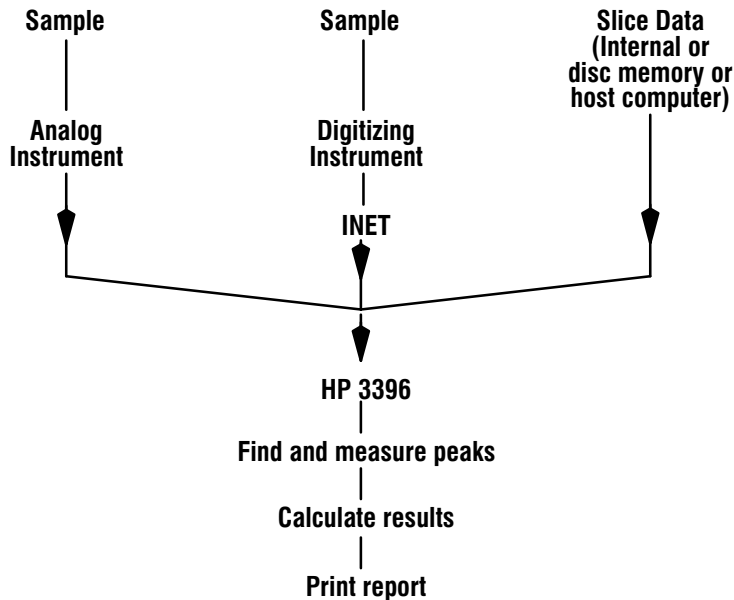 Sample
Analog
Instrument
Sample
Digitizing
Instrument
INET
Slice Data
(Internal or
disc memory or
host computer)
HP 3396
Find and measure peaks
Calculate results
Print report